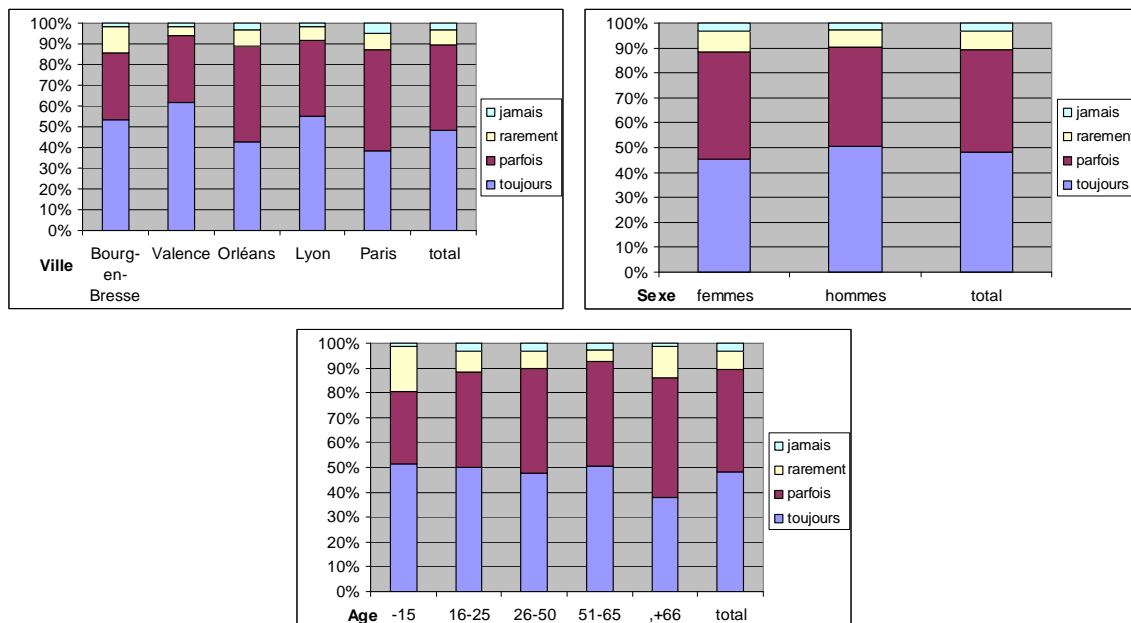 100%
90%
80%
70%
60%
50%
40%
30%
20%
10%
0%
Ville
Bourg-
en-
Bresse
Valence Orléans Lyon Paris total
jamais
rarement
parfois
toujours
100%
90%
80%
70%
60%
50%
40%
30%
20%
10%
0%
Sexe femmes hommes total
jamais
rarement
parfois
toujours
100%
90%
80%
70%
60%
50%
40%
30%
20%
10%
0%
Age -15 16-25 26-50 51-65 ,+66 total
jamais
rarement
parfois
toujours